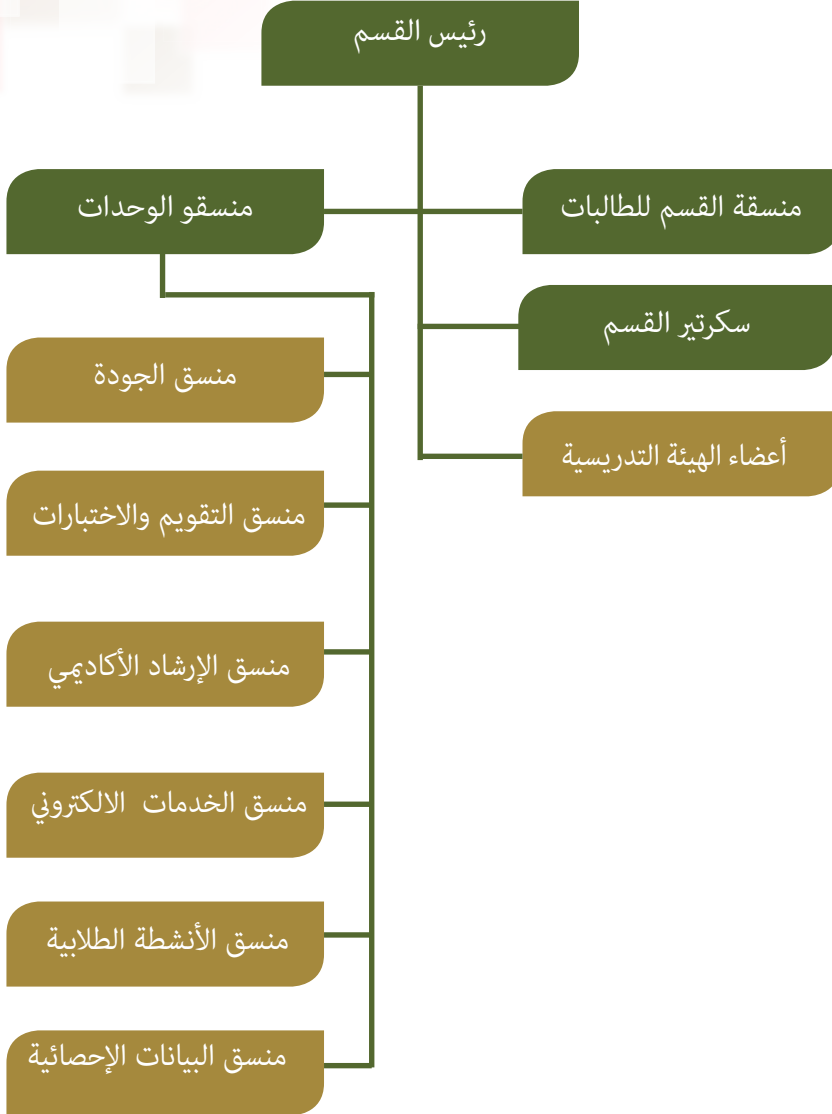 رئيس القسم
منسقة القسم للطالبات
منسقو الوحدات
سكرتير القسم
أعضاء الهيئة التدريسية
منسق الجودة
منسق التقويم والاختبارات
منسق الإرشاد الأكاديمي
منسق الخدمات الالكتروني
منسق الأنشطة الطلابية
منسق البيانات الإحصائية